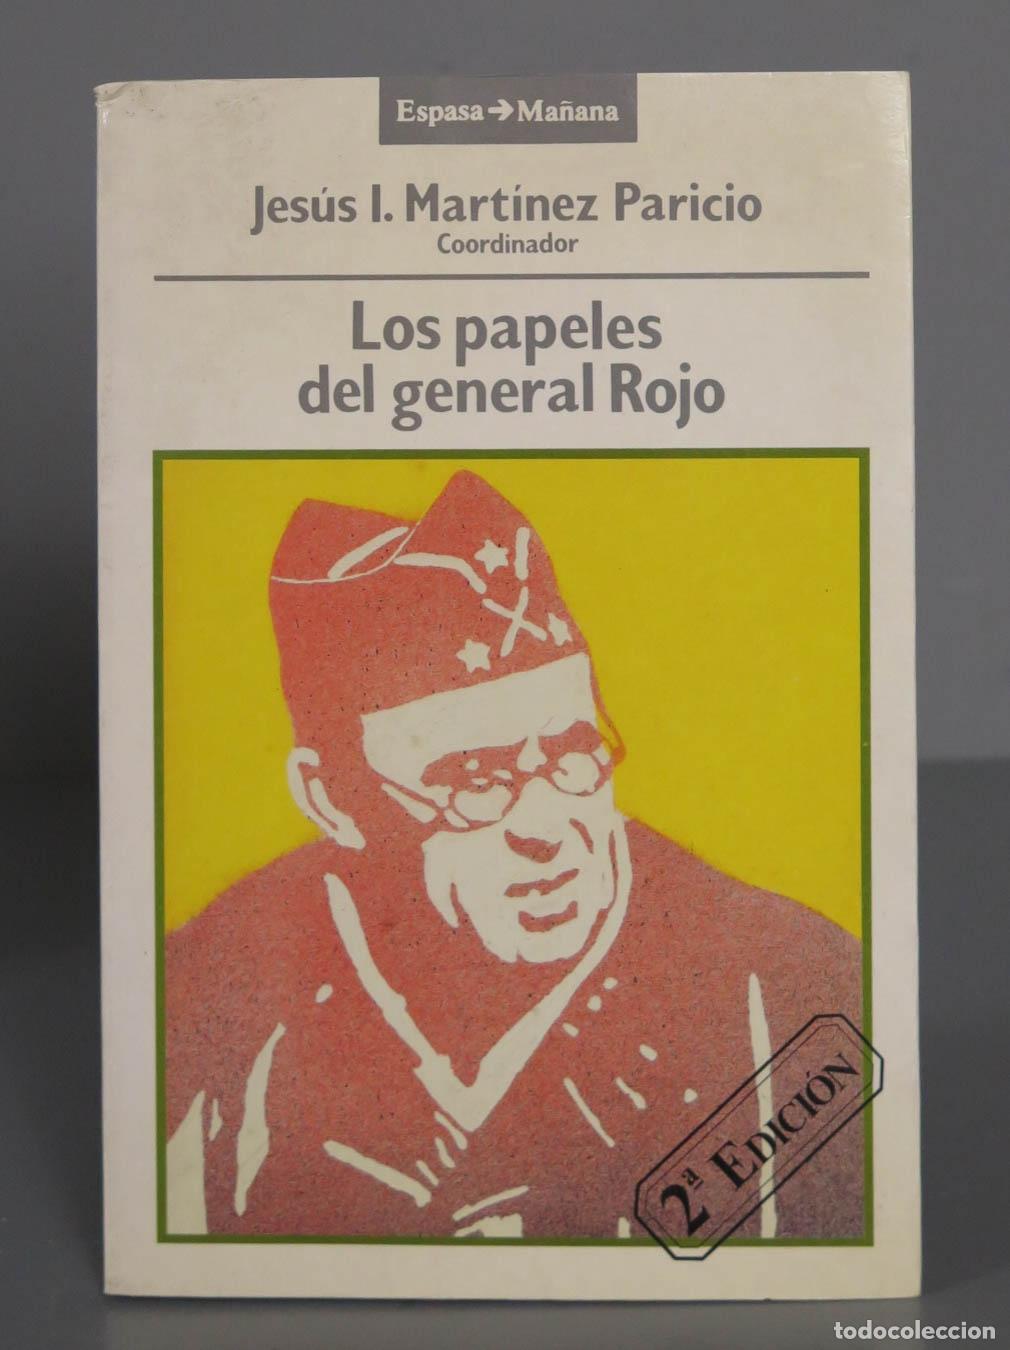 Espasa→Mañana
Jesús I. Martínez Paricio
Coordinador
Los papeles
del general Rojo
2ª EDICIÓN
todocoleccion